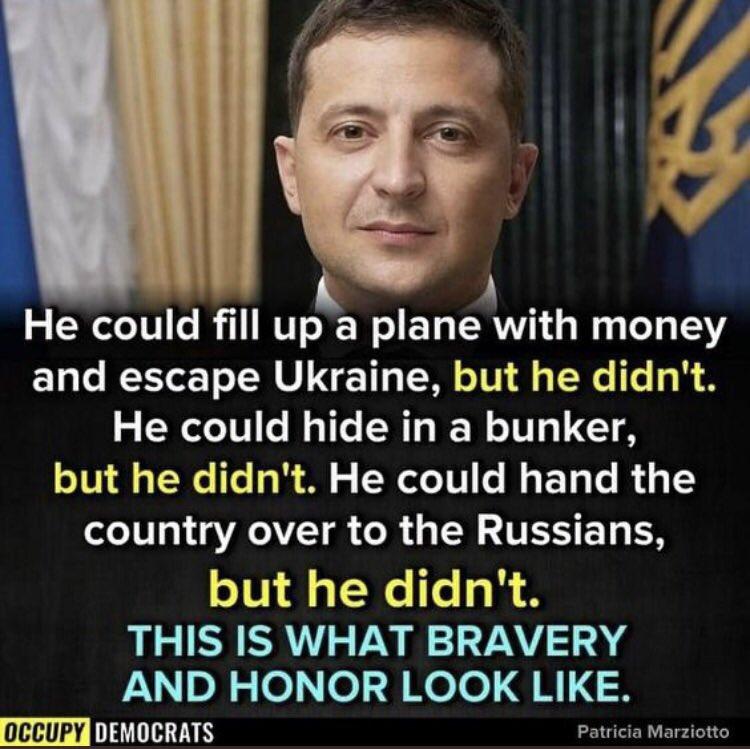 He could fill up a plane with money
and escape Ukraine, but he didn't.
He could hide in a bunker,
but he didn't. He could hand the
country over to the Russians,
but he didn't.
THIS IS WHAT BRAVERY
AND HONOR LOOK LIKE.
OCCUPY DEMOCRATS Patricia Marziotto